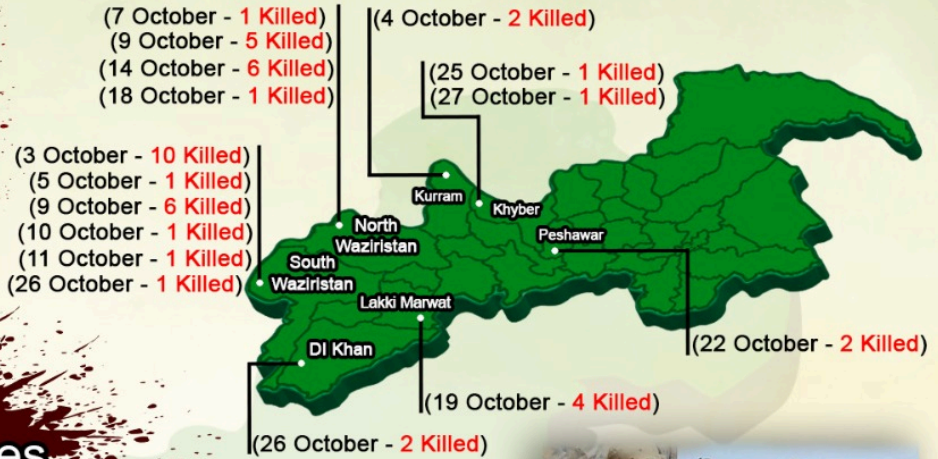 (7 October - 1 Killed)
(9 October - 5 Killed)
(14 October - 6 Killed)
(18 October - 1 Killed)
(4 October - 2 Killed)
(25 October - 1 Killed)
(27 October - 1 Killed)
(3 October - 10 Killed)
(5 October - 1 Killed)
(9 October - 6 Killed)
(10 October - 1 Killed)
(11 October - 1 Killed)
(26 October - 1 Killed)
Kurram
Khyber
North
Waziristan
Peshawar
South
Waziristan
Lakki Marwat
DI Khan
(22 October - 2 Killed)
(19 October - 4 Killed)
(26 October - 2 Killed)